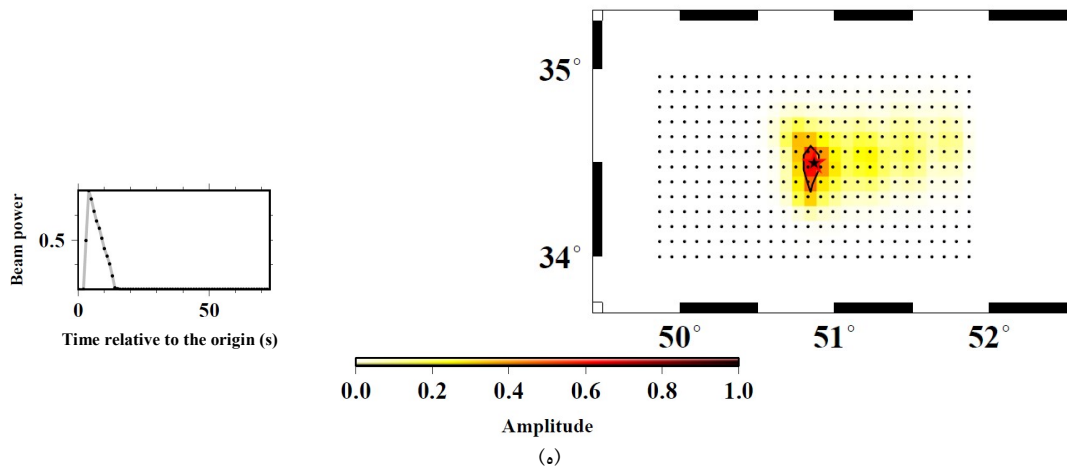 Beam power
0.5
0 50
Time relative to the origin (s)
35°
34°
50° 51° 52°
0.0 0.2 0.4 0.6 0.8 1.0
Amplitude
(ه)